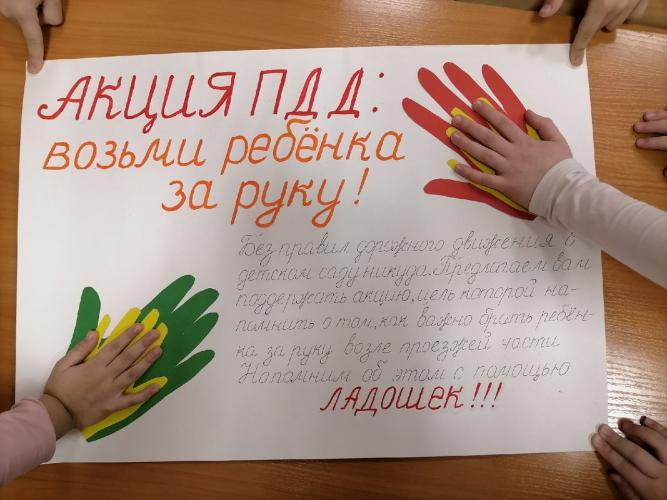 АКЦИЯ ПДД:
возьми ребёнка
за руку!
Без правил дорожного движения в
детском саду никуда. Предлагаем вам
поддержать акцию, цель каторой на-
помнить о том, как важно брать ребён-
ка за руку возле проезжей части
Напомним об этом с помощью
ЛАДОШЕК!!!